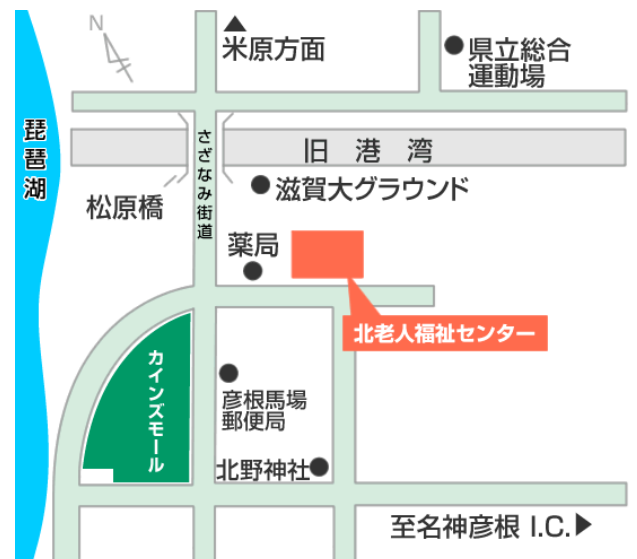 N
米原方面
県立総合
運動場
琵琶湖
さざなみ街道
旧港湾
松原橋
滋賀大グラウンド
薬局
北老人福祉センター
カインズモール
彦根馬場
郵便局
北野神社
至名神彦根 I.C.